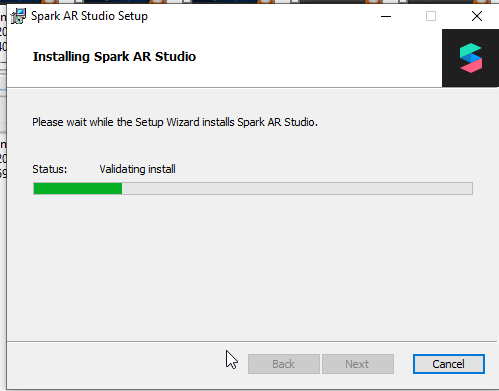 Spark AR Studio Setup
Installing Spark AR Studio
Please wait while the Setup Wizard installs Spark AR Studio.
Status: Validating install
Back Next Cancel